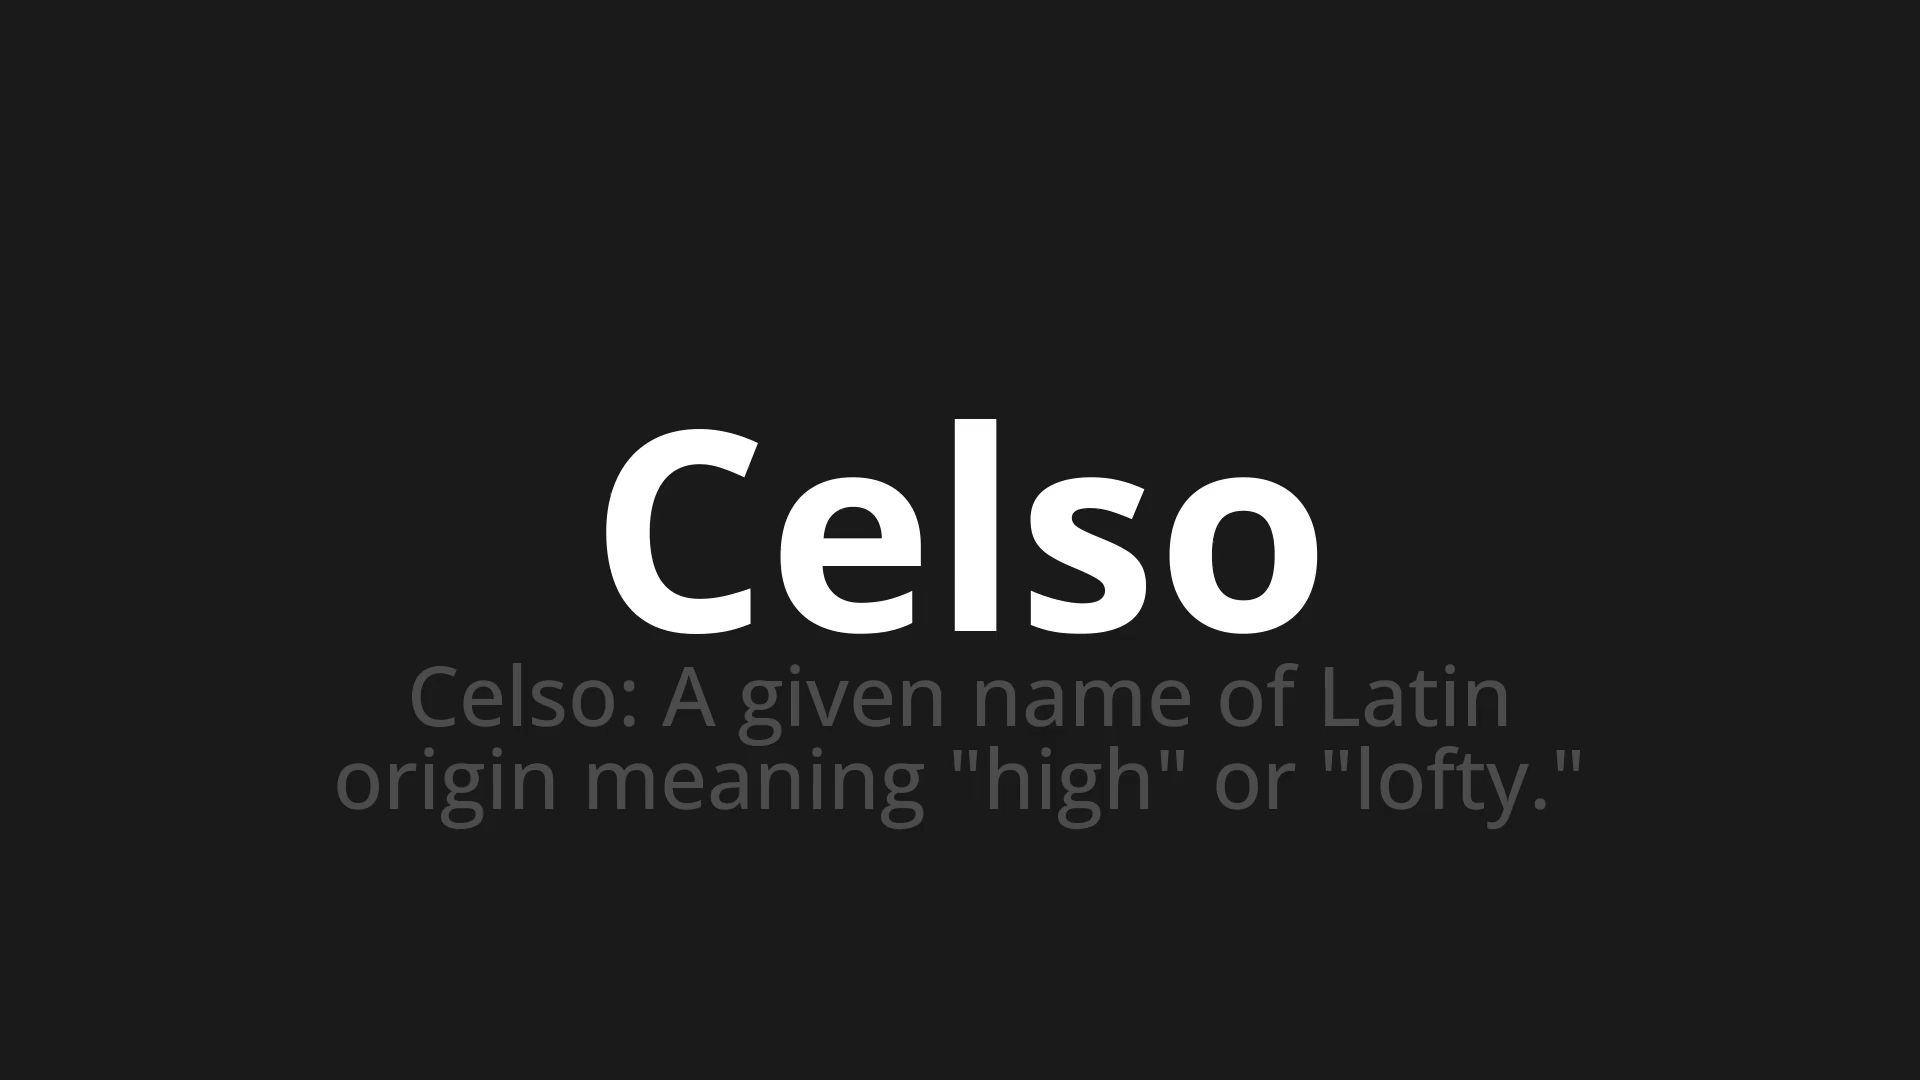 Celso
Celso: A given name of Latin
origin meaning "high" or "lofty."